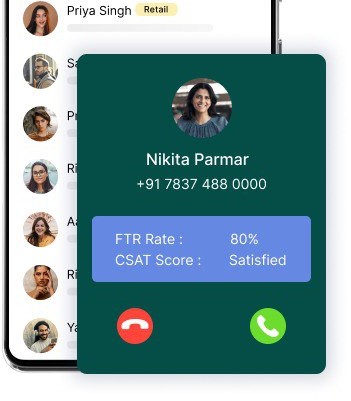 Priya Singh Retail
Sa
Pr
Nikita Parmar
+91 7837 488 0000
Ri
Aa
FTR Rate : 80%
CSAT Score : Satisfied
Ri
Ya